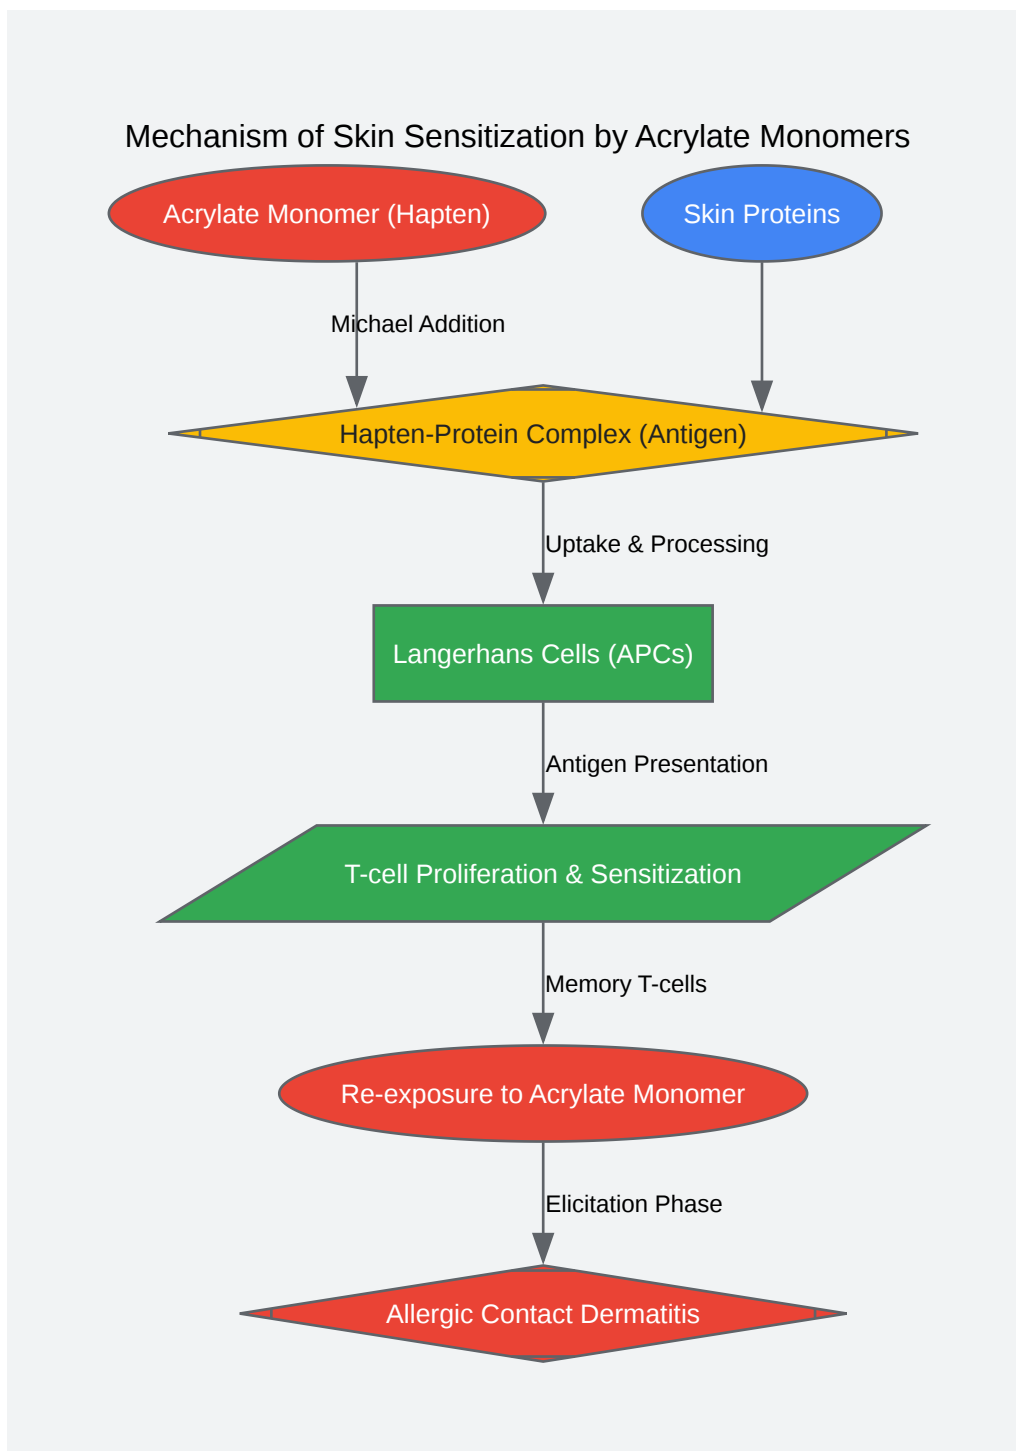 Mechanism of Skin Sensitization by Acrylate Monomers
Acrylate Monomer (Hapten)
Skin Proteins
Michael Addition
Hapten-Protein Complex (Antigen)
Uptake & Processing
Langerhans Cells (APCs)
Antigen Presentation
T-cell Proliferation & Sensitization
Memory T-cells
Re-exposure to Acrylate Monomer
Elicitation Phase
Allergic Contact Dermatitis